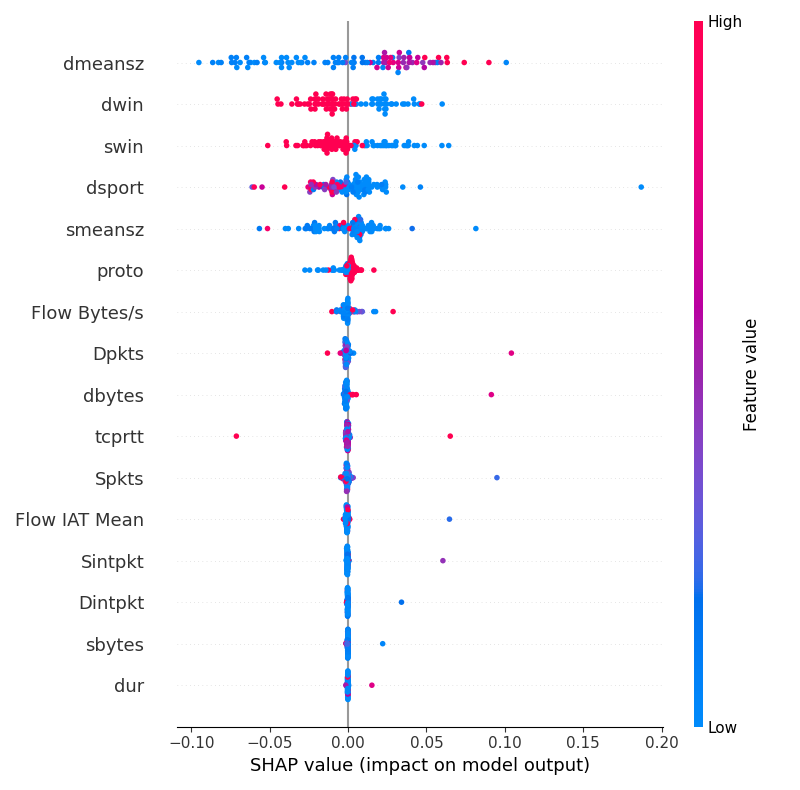 High
dmeansz
dwin
swin
dsport
smeansz
proto
Flow Bytes/s
Dpkts
dbytes
tcprtt
Spkts
Flow IAT Mean
Sintpkt
Dintpkt
sbytes
dur
Feature value
Low
−0.10 −0.05 0.00 0.05 0.10 0.15 0.20
SHAP value (impact on model output)